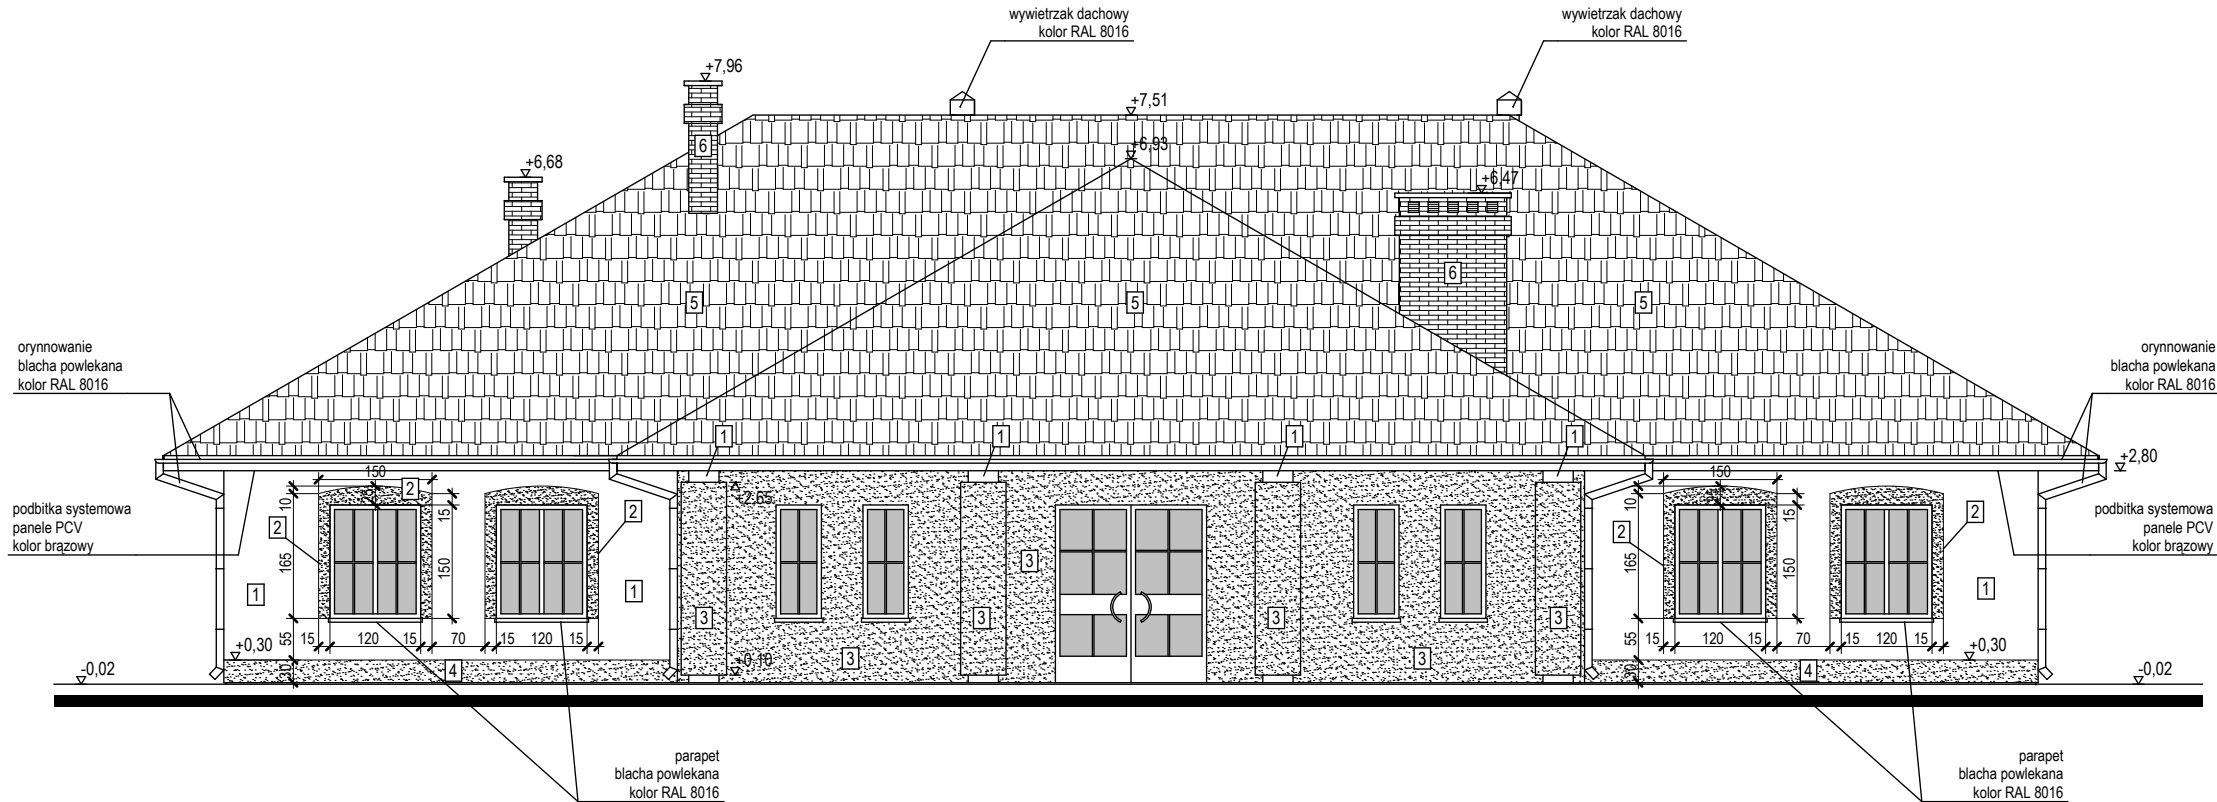 wywietrzak dachowy
kolor RAL 8016
wywietrzak dachowy
kolor RAL 8016
+7,96
+7,51
6
+6,93
+6,68
+6,47
6
5
5
5
orynnowanie
blacha powlekana
kolor RAL 8016
orynnowanie
blacha powlekana
kolor RAL 8016
1
1
1
1
+2,80
150
2
150
10
15
10
15
+2,65
podbitka systemowa
panele PCV
kolor brązowy
podbitka systemowa
panele PCV
kolor brązowy
2
2
2
2
165
150
3
165
150
1
1
1
3
3
3
3
55
15
120
15
70
15
120
15
55
15
120
15
70
15
120
15
+0,30
+0,30
+0,10
3
3
-0,02
4
4
-0,02
parapet
blacha powlekana
kolor RAL 8016
parapet
blacha powlekana
kolor RAL 8016